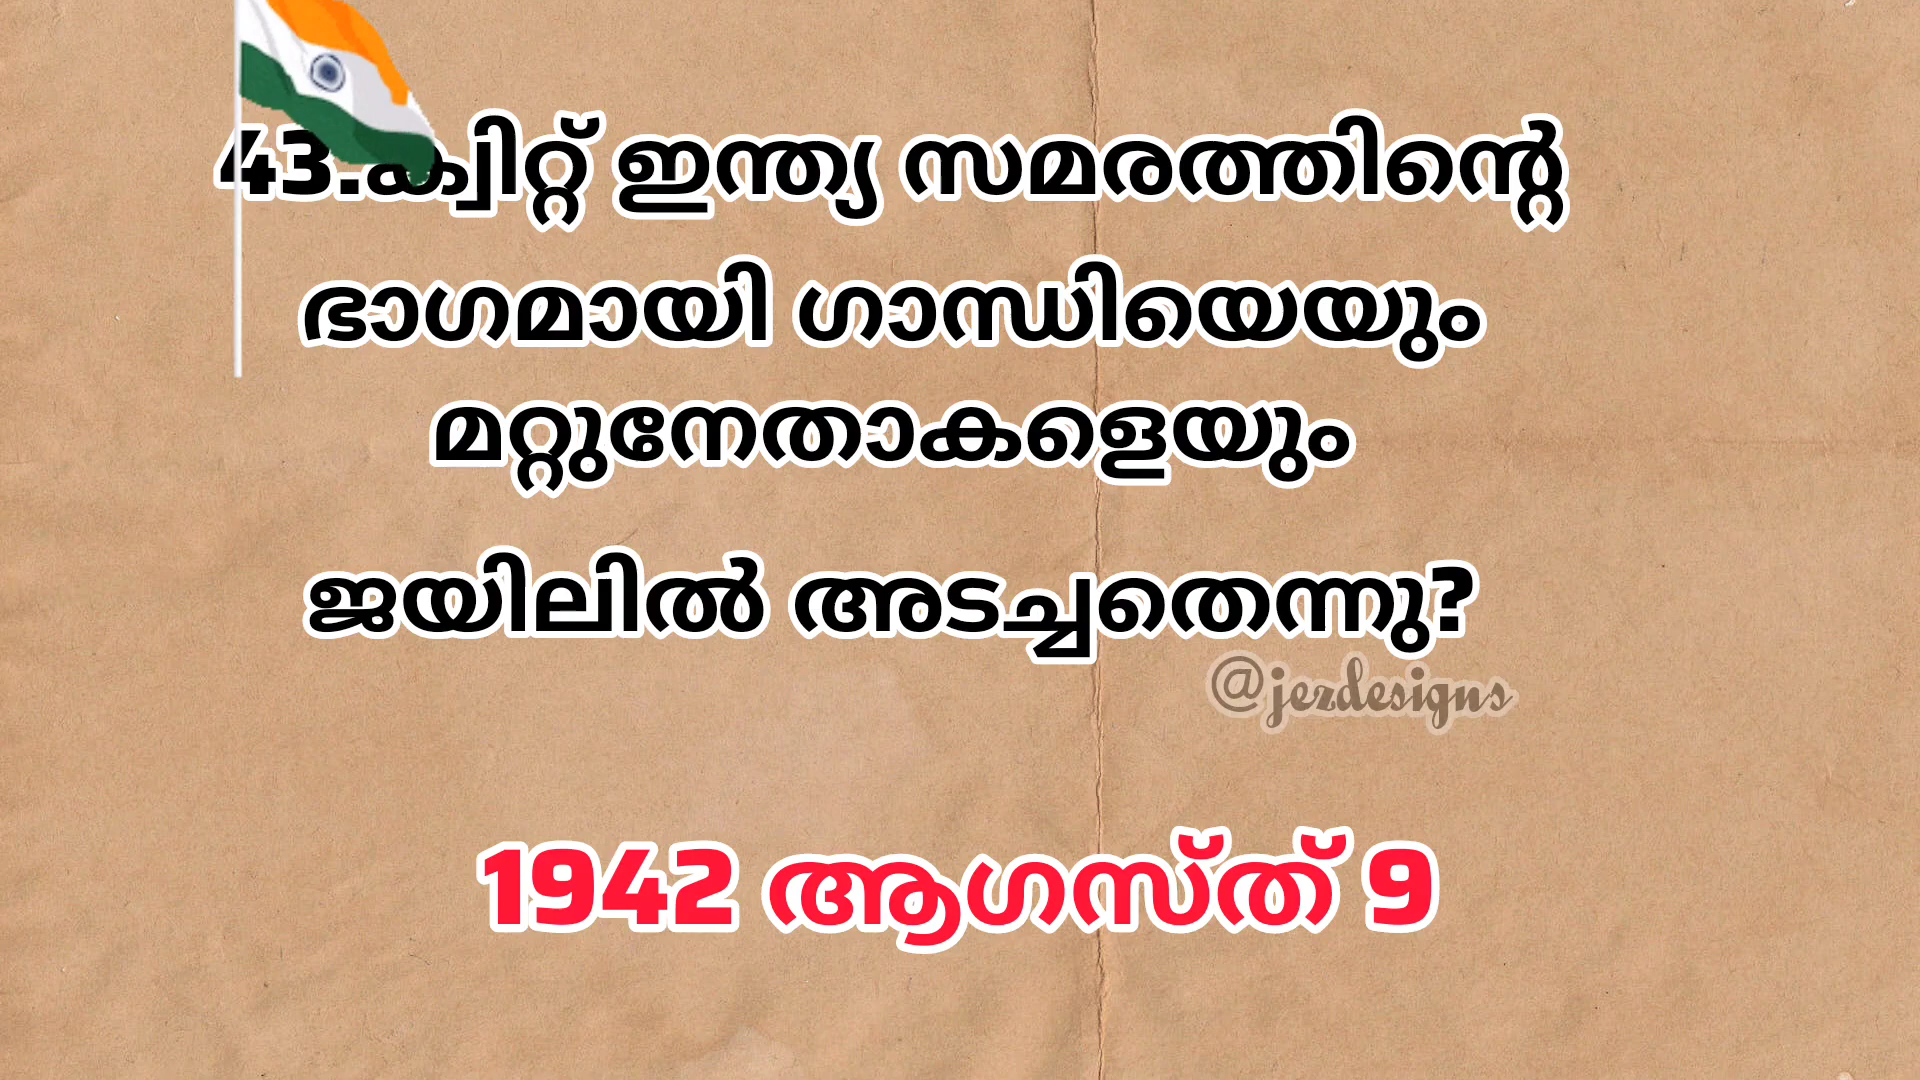 43.ക്വിറ്റ് ഇന്ത്യ സമരത്തിന്റെ
ഭാഗമായി ഗാന്ധിയെയും
മറ്റുനേതാകളെയും
ജയിലിൽ അടച്ചതെന്നു?
@jezdesigns
1942 ആഗസ്ത് 9